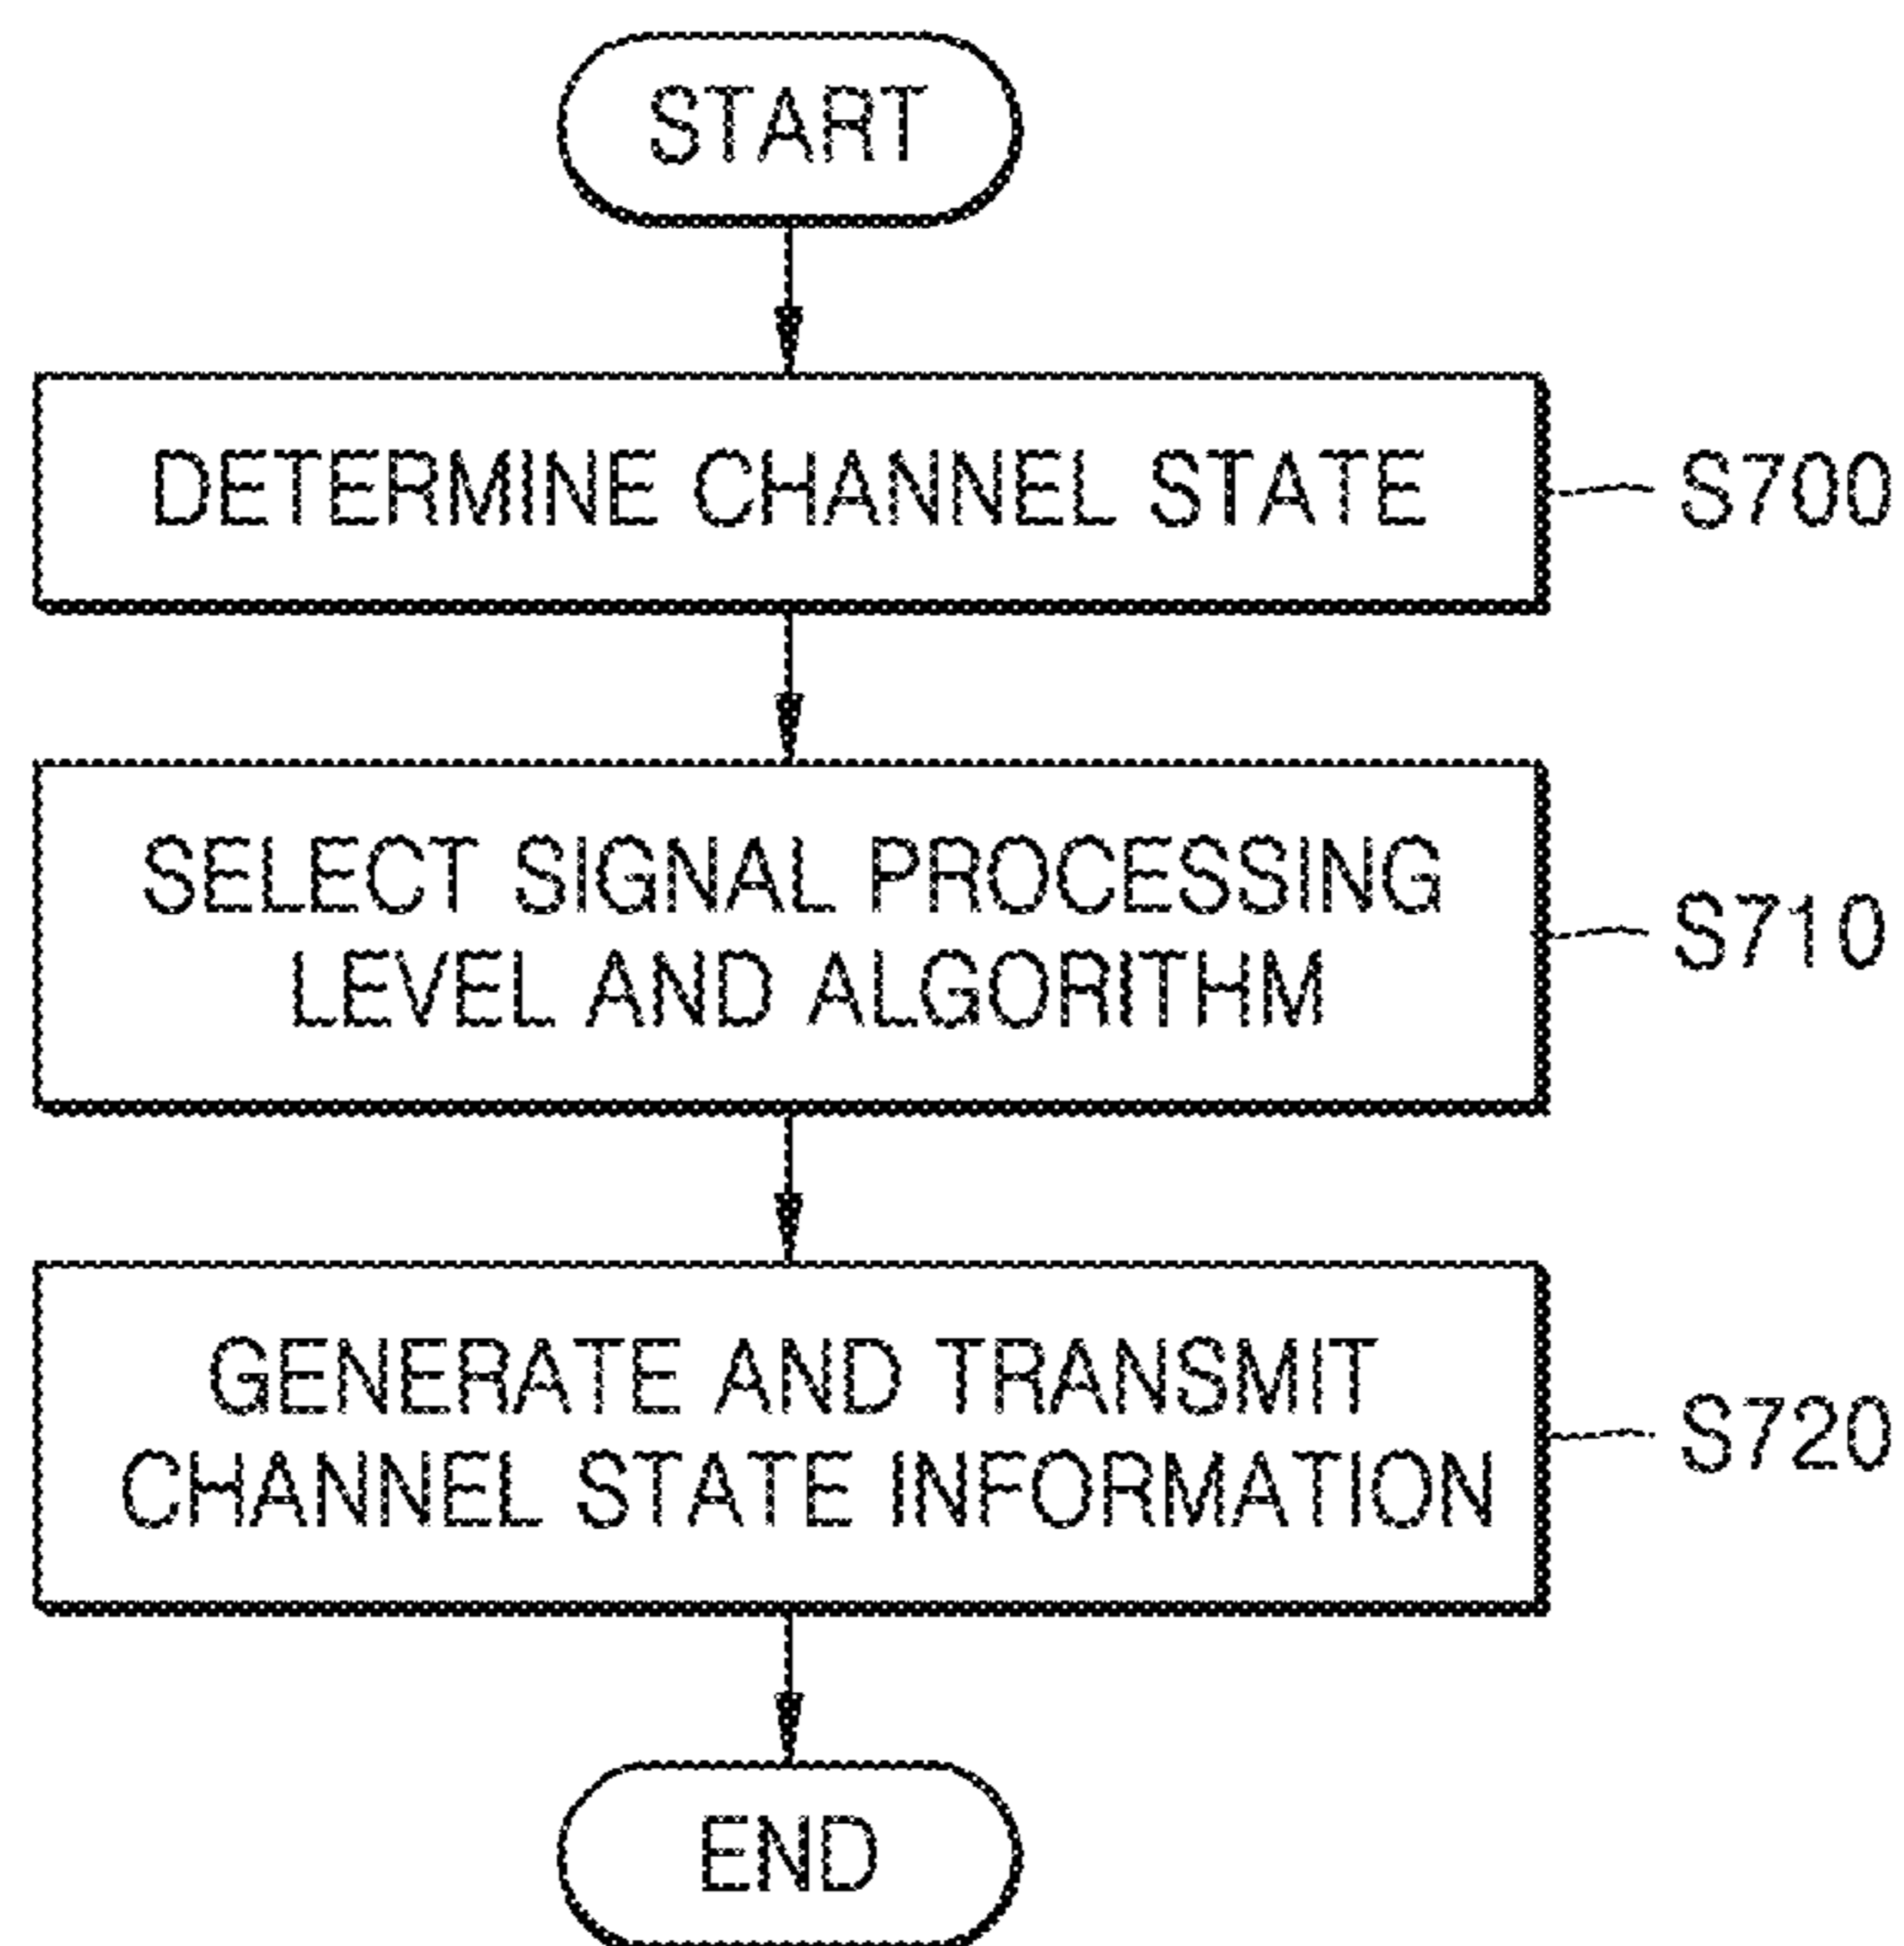 START
DETERMINE CHANNEL STATE
S700
SELECT SIGNAL PROCESSING
LEVEL AND ALGORITHM
S710
GENERATE AND TRANSMIT
CHANNEL STATE INFORMATION
S720
END